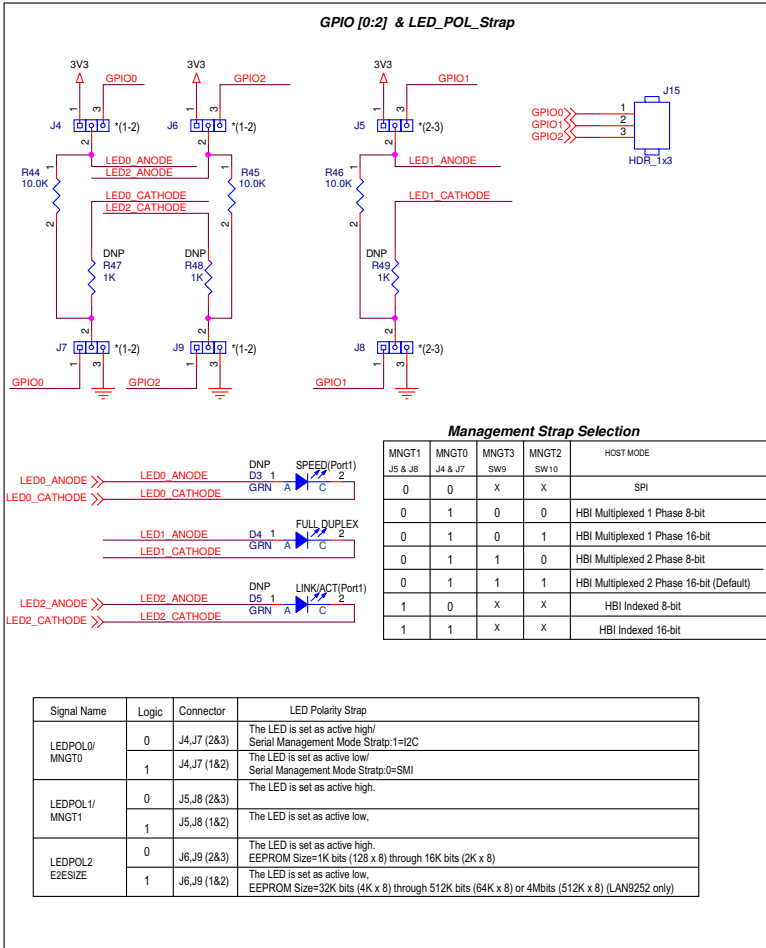 GPIO [0:2] & LED_POL_Strap
3V3 3V3 3V3
GPIO0 GPIO2 GPIO1
1 3 1 3 1 3
J4 *(1-2) J6 *(1-2) J5 *(2-3)
2 2 2
J15
GPIO0 1
GPIO1 2
GPIO2 3
HDR_1x3
LED0_ANODE
LED2_ANODE
LED1_ANODE
R44
10.0K
1
2
R45
10.0K
1
2
R46
10.0K
1
2
LED0_CATHODE
LED2_CATHODE
LED1_CATHODE
DNP
R47
1K
DNP
R48
1K
DNP
R49
1K
2 2 2
J7 *(1-2) J9 *(1-2) J8 *(2-3)
1 3 1 3 1 3
GPIO0 GPIO2 GPIO1
LED0_ANODE LED0_ANODE DNP D3 1 SPEED(Port1) 2
LED0_CATHODE LED0_CATHODE GRN A C
LED1_ANODE D4 1 FULL DUPLEX 2
LED1_CATHODE GRN A C
LED2_ANODE LED2_ANODE DNP D5 1 LINK/ACT(Port1) 2
LED2_CATHODE LED2_CATHODE GRN A C
Management Strap Selection
MNGT1 MNGT0 MNGT3 MNGT2 HOST MODE
J5 & J8 J4 & J7 SW9 SW10
0 0 X X SPI
0 1 0 0 HBI Multiplexed 1 Phase 8-bit
0 1 0 1 HBI Multiplexed 1 Phase 16-bit
0 1 1 0 HBI Multiplexed 2 Phase 8-bit
0 1 1 1 HBI Multiplexed 2 Phase 16-bit (Default)
1 0 X X HBI Indexed 8-bit
1 1 X X HBI Indexed 16-bit
Signal Name Logic Connector LED Polarity Strap
LEDPOL0/
MNGT0
0 J4,J7 (2&3) The LED is set as active high/
Serial Management Mode Stratp:1=I2C
1 J4,J7 (1&2) The LED is set as active low/
Serial Management Mode Stratp:0=SMI
LEDPOL1/
MNGT1
0 J5,J8 (2&3) The LED is set as active high.
1 J5,J8 (1&2) The LED is set as active low,
LEDPOL2
E2ESIZE
0 J6,J9 (2&3) The LED is set as active high.
EEPROM Size=1K bits (128 x 8) through 16K bits (2K x 8)
1 J6,J9 (1&2) The LED is set as active low,
EEPROM Size=32K bits (4K x 8) through 512K bits (64K x 8) or 4Mbits (512K x 8) (LAN9252 only)